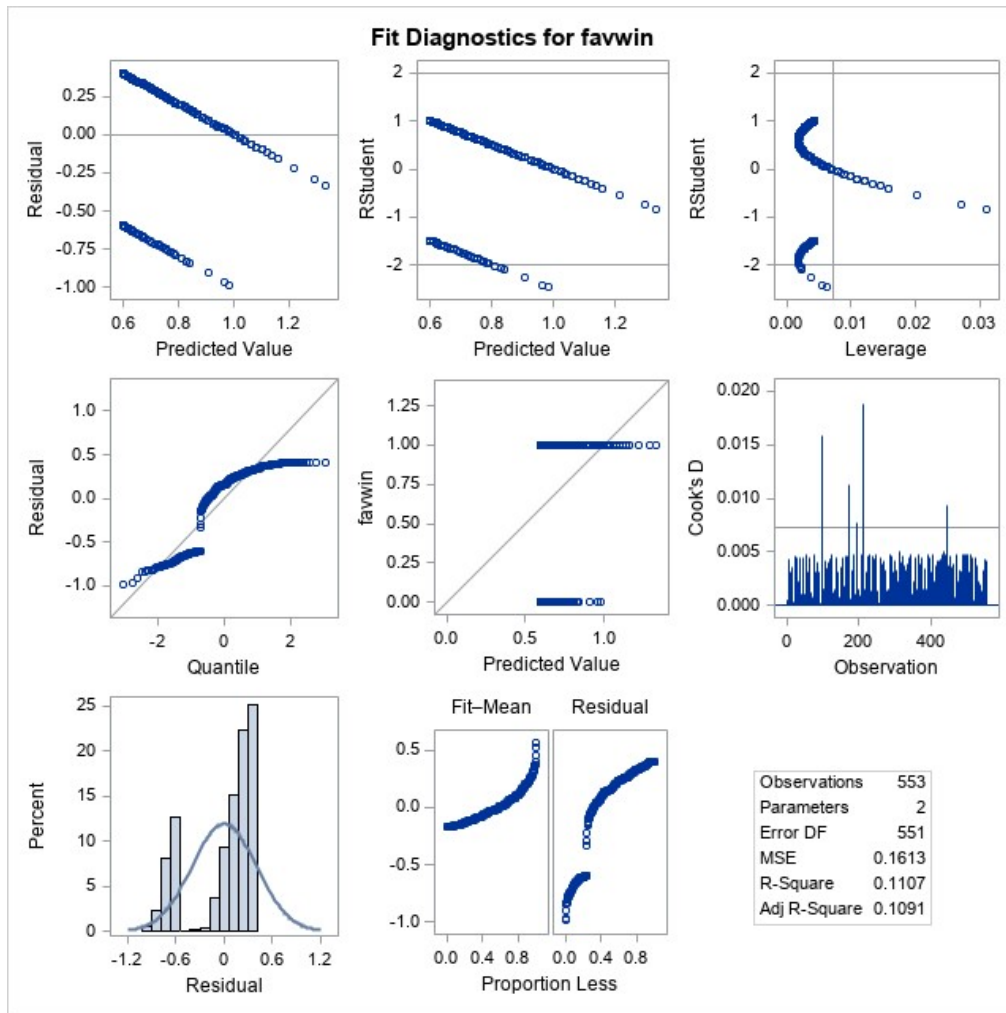 Fit Diagnostics for favwin
0.25
0.00
-0.25
-0.50
-0.75
-1.00
Residual
0.6 0.8 1.0 1.2
Predicted Value
2
1
0
-1
-2
RStudent
0.6 0.8 1.0 1.2
Predicted Value
2
1
0
-1
-2
RStudent
0.00 0.01 0.02 0.03
Leverage
1.0
0.5
0.0
-0.5
-1.0
Residual
-2 0 2
Quantile
1.25
1.00
0.75
0.50
0.25
0.00
favwin
0.0 0.5 1.0
Predicted Value
0.020
0.015
0.010
0.005
0.000
Cook's D
0 200 400
Observation
25
20
15
10
5
0
Percent
-1.2 -0.6 0.0 0.6 1.2
Residual
Fit–Mean Residual
0.5
0.0
-0.5
-1.0
0.0 0.4 0.8 0.0 0.4 0.8
Proportion Less
Observations 553
Parameters 2
Error DF 551
MSE 0.1613
R-Square 0.1107
Adj R-Square 0.1091